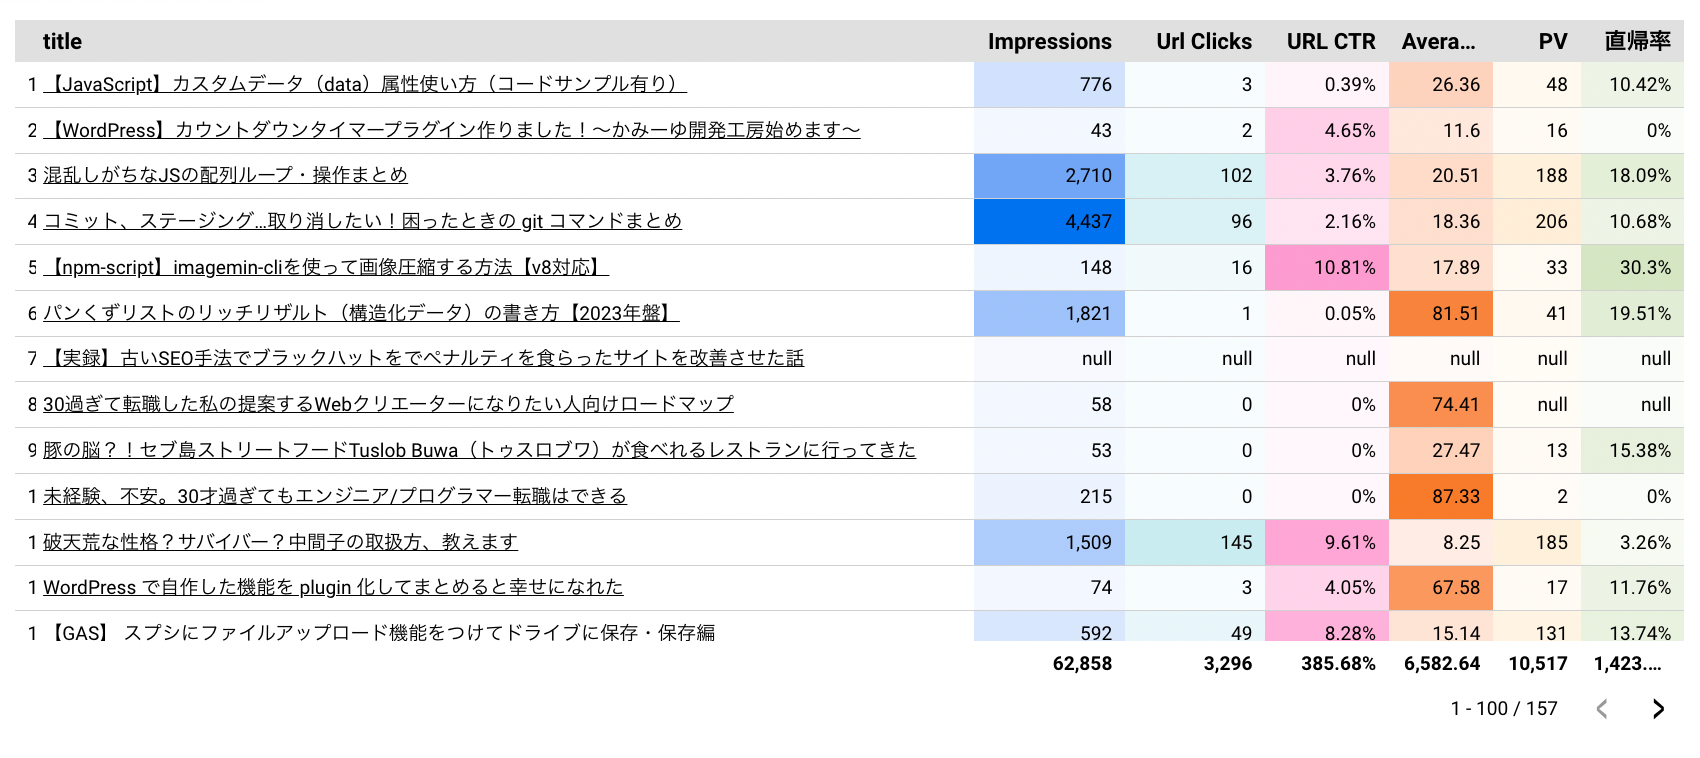 title Impressions Url Clicks URL CTR Avera... PV 直帰率
1 【JavaScript】カスタムデータ（data）属性使い方（コードサンプル有り） 776 3 0.39% 26.36 48 10.42%
2 【WordPress】カウントダウンタイマープラグイン作りました！〜かみーゆ開発工房始めます〜 43 2 4.65% 11.6 16 0%
3 混乱しがちなJSの配列ループ・操作まとめ 2,710 102 3.76% 20.51 188 18.09%
4 コミット、ステージング…取り消したい！困ったときの git コマンドまとめ 4,437 96 2.16% 18.36 206 10.68%
5 【npm-script】imagemin-cliを使って画像圧縮する方法【v8対応】 148 16 10.81% 17.89 33 30.3%
6 パンくずリストのリッチリザルト（構造化データ）の書き方【2023年盤】 1,821 1 0.05% 81.51 41 19.51%
7 【実録】古いSEO手法でブラックハットをでペナルティを食らったサイトを改善させた話 null null null null null null
8 30過ぎて転職した私の提案するWebクリエーターになりたい人向けロードマップ 58 0 0% 74.41 null null
9 豚の脳？！セブ島ストリートフードTuslob Buwa（トゥスロブワ）が食べれるレストランに行ってきた 53 0 0% 27.47 13 15.38%
1 未経験、不安。30才過ぎてもエンジニア/プログラマー転職はできる 215 0 0% 87.33 2 0%
1 破天荒な性格？サバイバー？中間子の取扱方、教えます 1,509 145 9.61% 8.25 185 3.26%
1 WordPress で自作した機能を plugin 化してまとめると幸せになれた 74 3 4.05% 67.58 17 11.76%
1 【GAS】 スプシにファイルアップロード機能をつけてドライブに保存・保存編 592 49 8.28% 15.14 131 13.74%
62,858 3,296 385.68% 6,582.64 10,517 1,423....
1 - 100 / 157